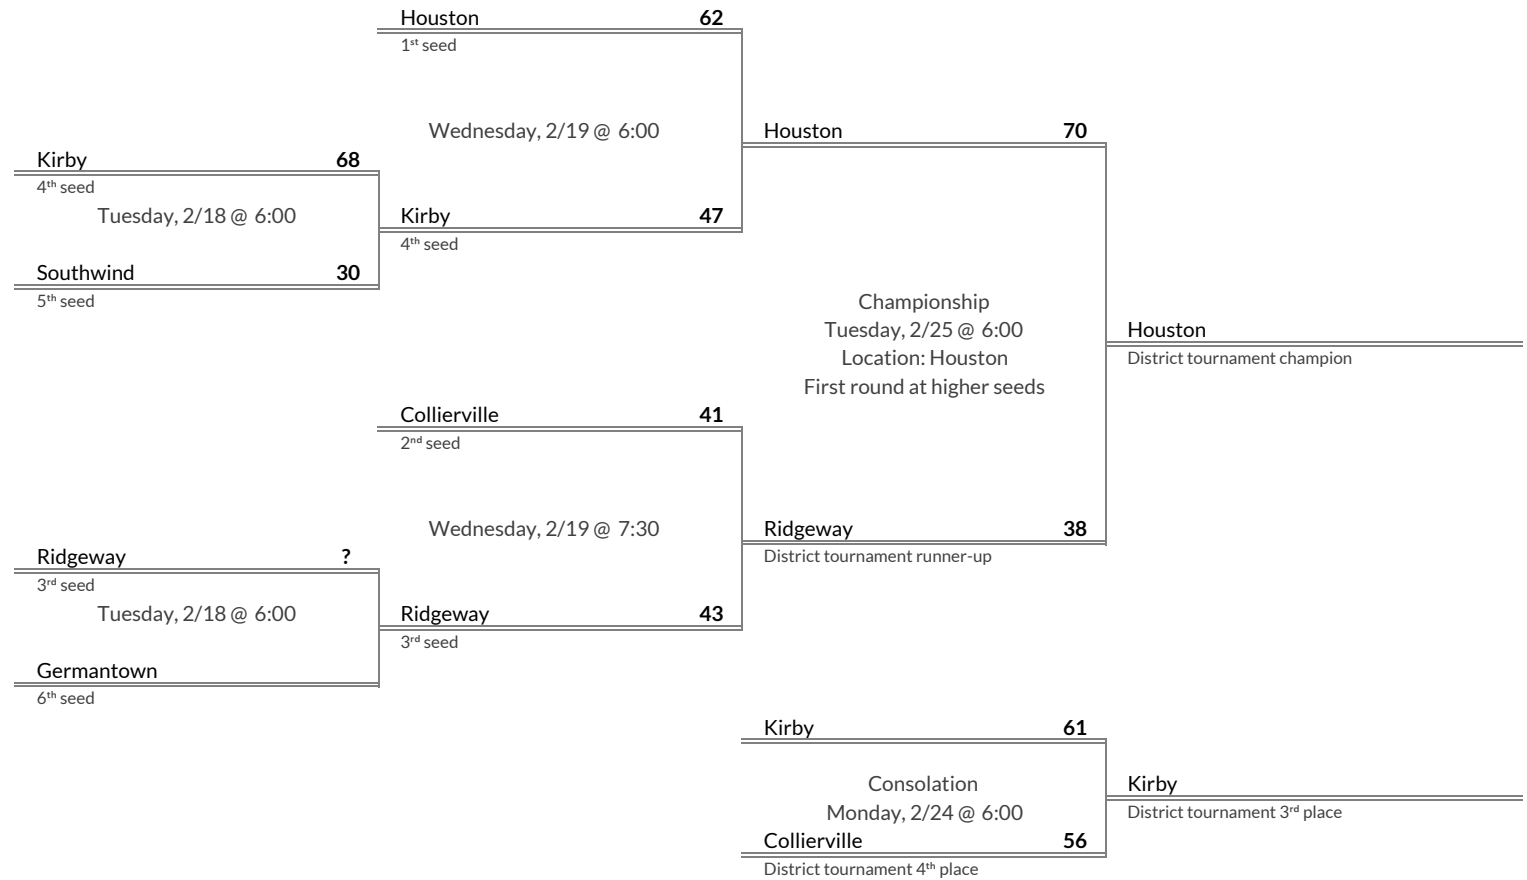 Houston 62
1st seed
Wednesday, 2/19 @ 6:00
Houston 70
Kirby 68
4th seed
Tuesday, 2/18 @ 6:00
Kirby 47
4th seed
Southwind 30
5th seed
Championship
Tuesday, 2/25 @ 6:00
Location: Houston
First round at higher seeds
Houston
District tournament champion
Collierville 41
2nd seed
Wednesday, 2/19 @ 7:30
Ridgeway 38
District tournament runner-up
Ridgeway ?
3rd seed
Tuesday, 2/18 @ 6:00
Ridgeway 43
3rd seed
Germantown
6th seed
Kirby 61
Consolation
Monday, 2/24 @ 6:00
Kirby
District tournament 3rd place
Collierville 56
District tournament 4th place